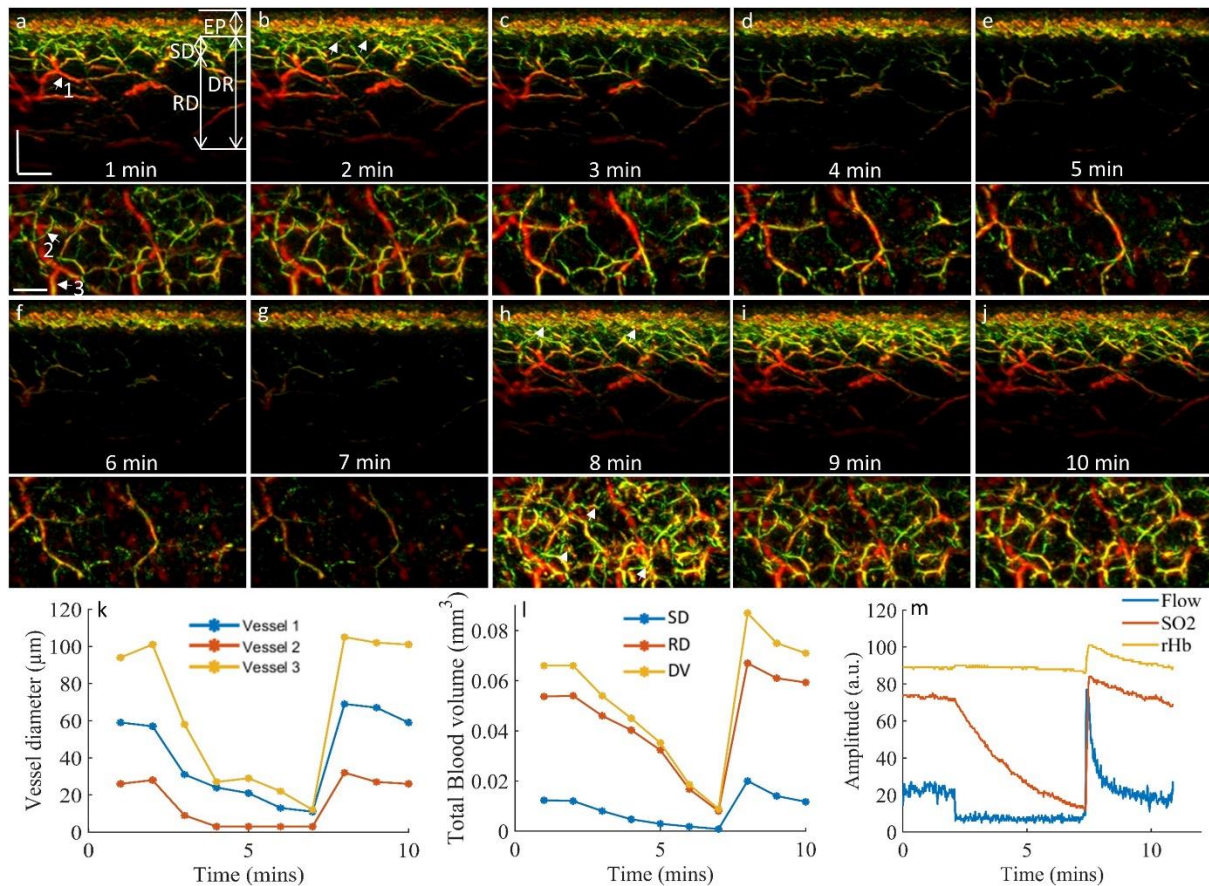 a
EP
SD
DR
RD
1
1 min
b
2 min
c
3 min
d
4 min
e
5 min
2
3
f
6 min
g
7 min
h
8 min
i
9 min
j
10 min
k
120
100
80
60
40
20
0
0
5
10
Vessel diameter (µm)
Time (mins)
Vessel 1
Vessel 2
Vessel 3
l
0.08
0.06
0.04
0.02
0
0
5
10
Total Blood volume (mm³)
Time (mins)
SD
RD
DV
m
120
100
80
60
40
20
0
0
5
10
Amplitude (a.u.)
Time (mins)
Flow
SO2
rHb